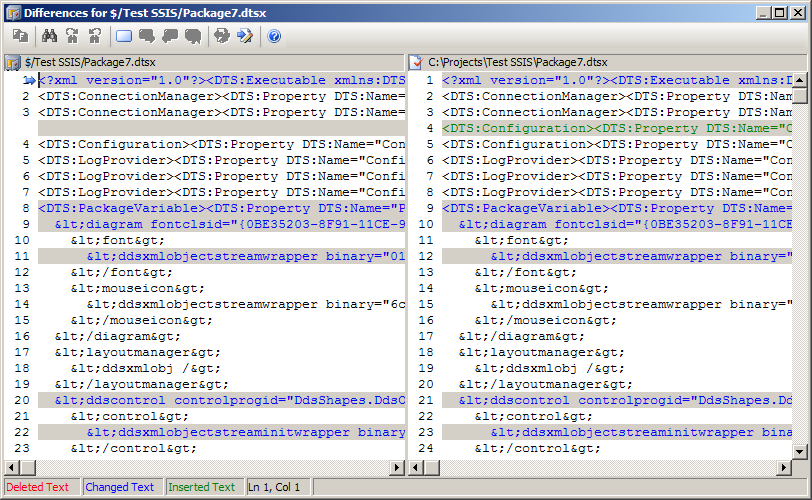 Differences for $/Test SSIS/Package7.dtsx
$/Test SSIS/Package7.dtsx
1 <?xml version="1.0"?><DTS:Executable xmlns:DTS
2 <DTS:ConnectionManager><DTS:Property DTS:Name=
3 <DTS:ConnectionManager><DTS:Property DTS:Name=
4 <DTS:Configuration><DTS:Property DTS:Name="Con
5 <DTS:LogProvider><DTS:Property DTS:Name="Confi
6 <DTS:LogProvider><DTS:Property DTS:Name="Confi
7 <DTS:LogProvider><DTS:Property DTS:Name="Confi
8 <DTS:PackageVariable><DTS:Property DTS:Name="P
9 &lt;diagram fontclsid="{0BE35203-8F91-11CE-9
10 &lt;font&gt;
11 &lt;ddsxmlobjectstreamwrapper binary="01
12 &lt;/font&gt;
13 &lt;mouseicon&gt;
14 &lt;ddsxmlobjectstreamwrapper binary="6c
15 &lt;/mouseicon&gt;
16 &lt;/diagram&gt;
17 &lt;layoutmanager&gt;
18 &lt;ddsxmlobj /&gt;
19 &lt;/layoutmanager&gt;
20 &lt;ddscontrol controlprogid="DdsShapes.DdsO
21 &lt;control&gt;
22 &lt;ddsxmlobjectstreaminitwrapper binary
23 &lt;/control&gt;
C:\Projects\Test SSIS\Package7.dtsx
1 <?xml version="1.0"?><DTS:Executable xmlns:D
2 <DTS:ConnectionManager><DTS:Property DTS:Nam
3 <DTS:ConnectionManager><DTS:Property DTS:Nam
4 <DTS:Configuration><DTS:Property DTS:Name="C
5 <DTS:Configuration><DTS:Property DTS:Name="C
6 <DTS:LogProvider><DTS:Property DTS:Name="Con
7 <DTS:LogProvider><DTS:Property DTS:Name="Con
8 <DTS:LogProvider><DTS:Property DTS:Name="Con
9 <DTS:PackageVariable><DTS:Property DTS:Name=
10 &lt;diagram fontclsid="{0BE35203-8F91-11CE
11 &lt;font&gt;
12 &lt;ddsxmlobjectstreamwrapper binary="
13 &lt;/font&gt;
14 &lt;mouseicon&gt;
15 &lt;ddsxmlobjectstreamwrapper binary="
16 &lt;/mouseicon&gt;
17 &lt;/diagram&gt;
18 &lt;layoutmanager&gt;
19 &lt;ddsxmlobj /&gt;
20 &lt;/layoutmanager&gt;
21 &lt;ddscontrol controlprogid="DdsShapes.Dd
22 &lt;control&gt;
23 &lt;ddsxmlobjectstreaminitwrapper bina
24 &lt;/control&gt;
Deleted Text Changed Text Inserted Text Ln 1, Col 1